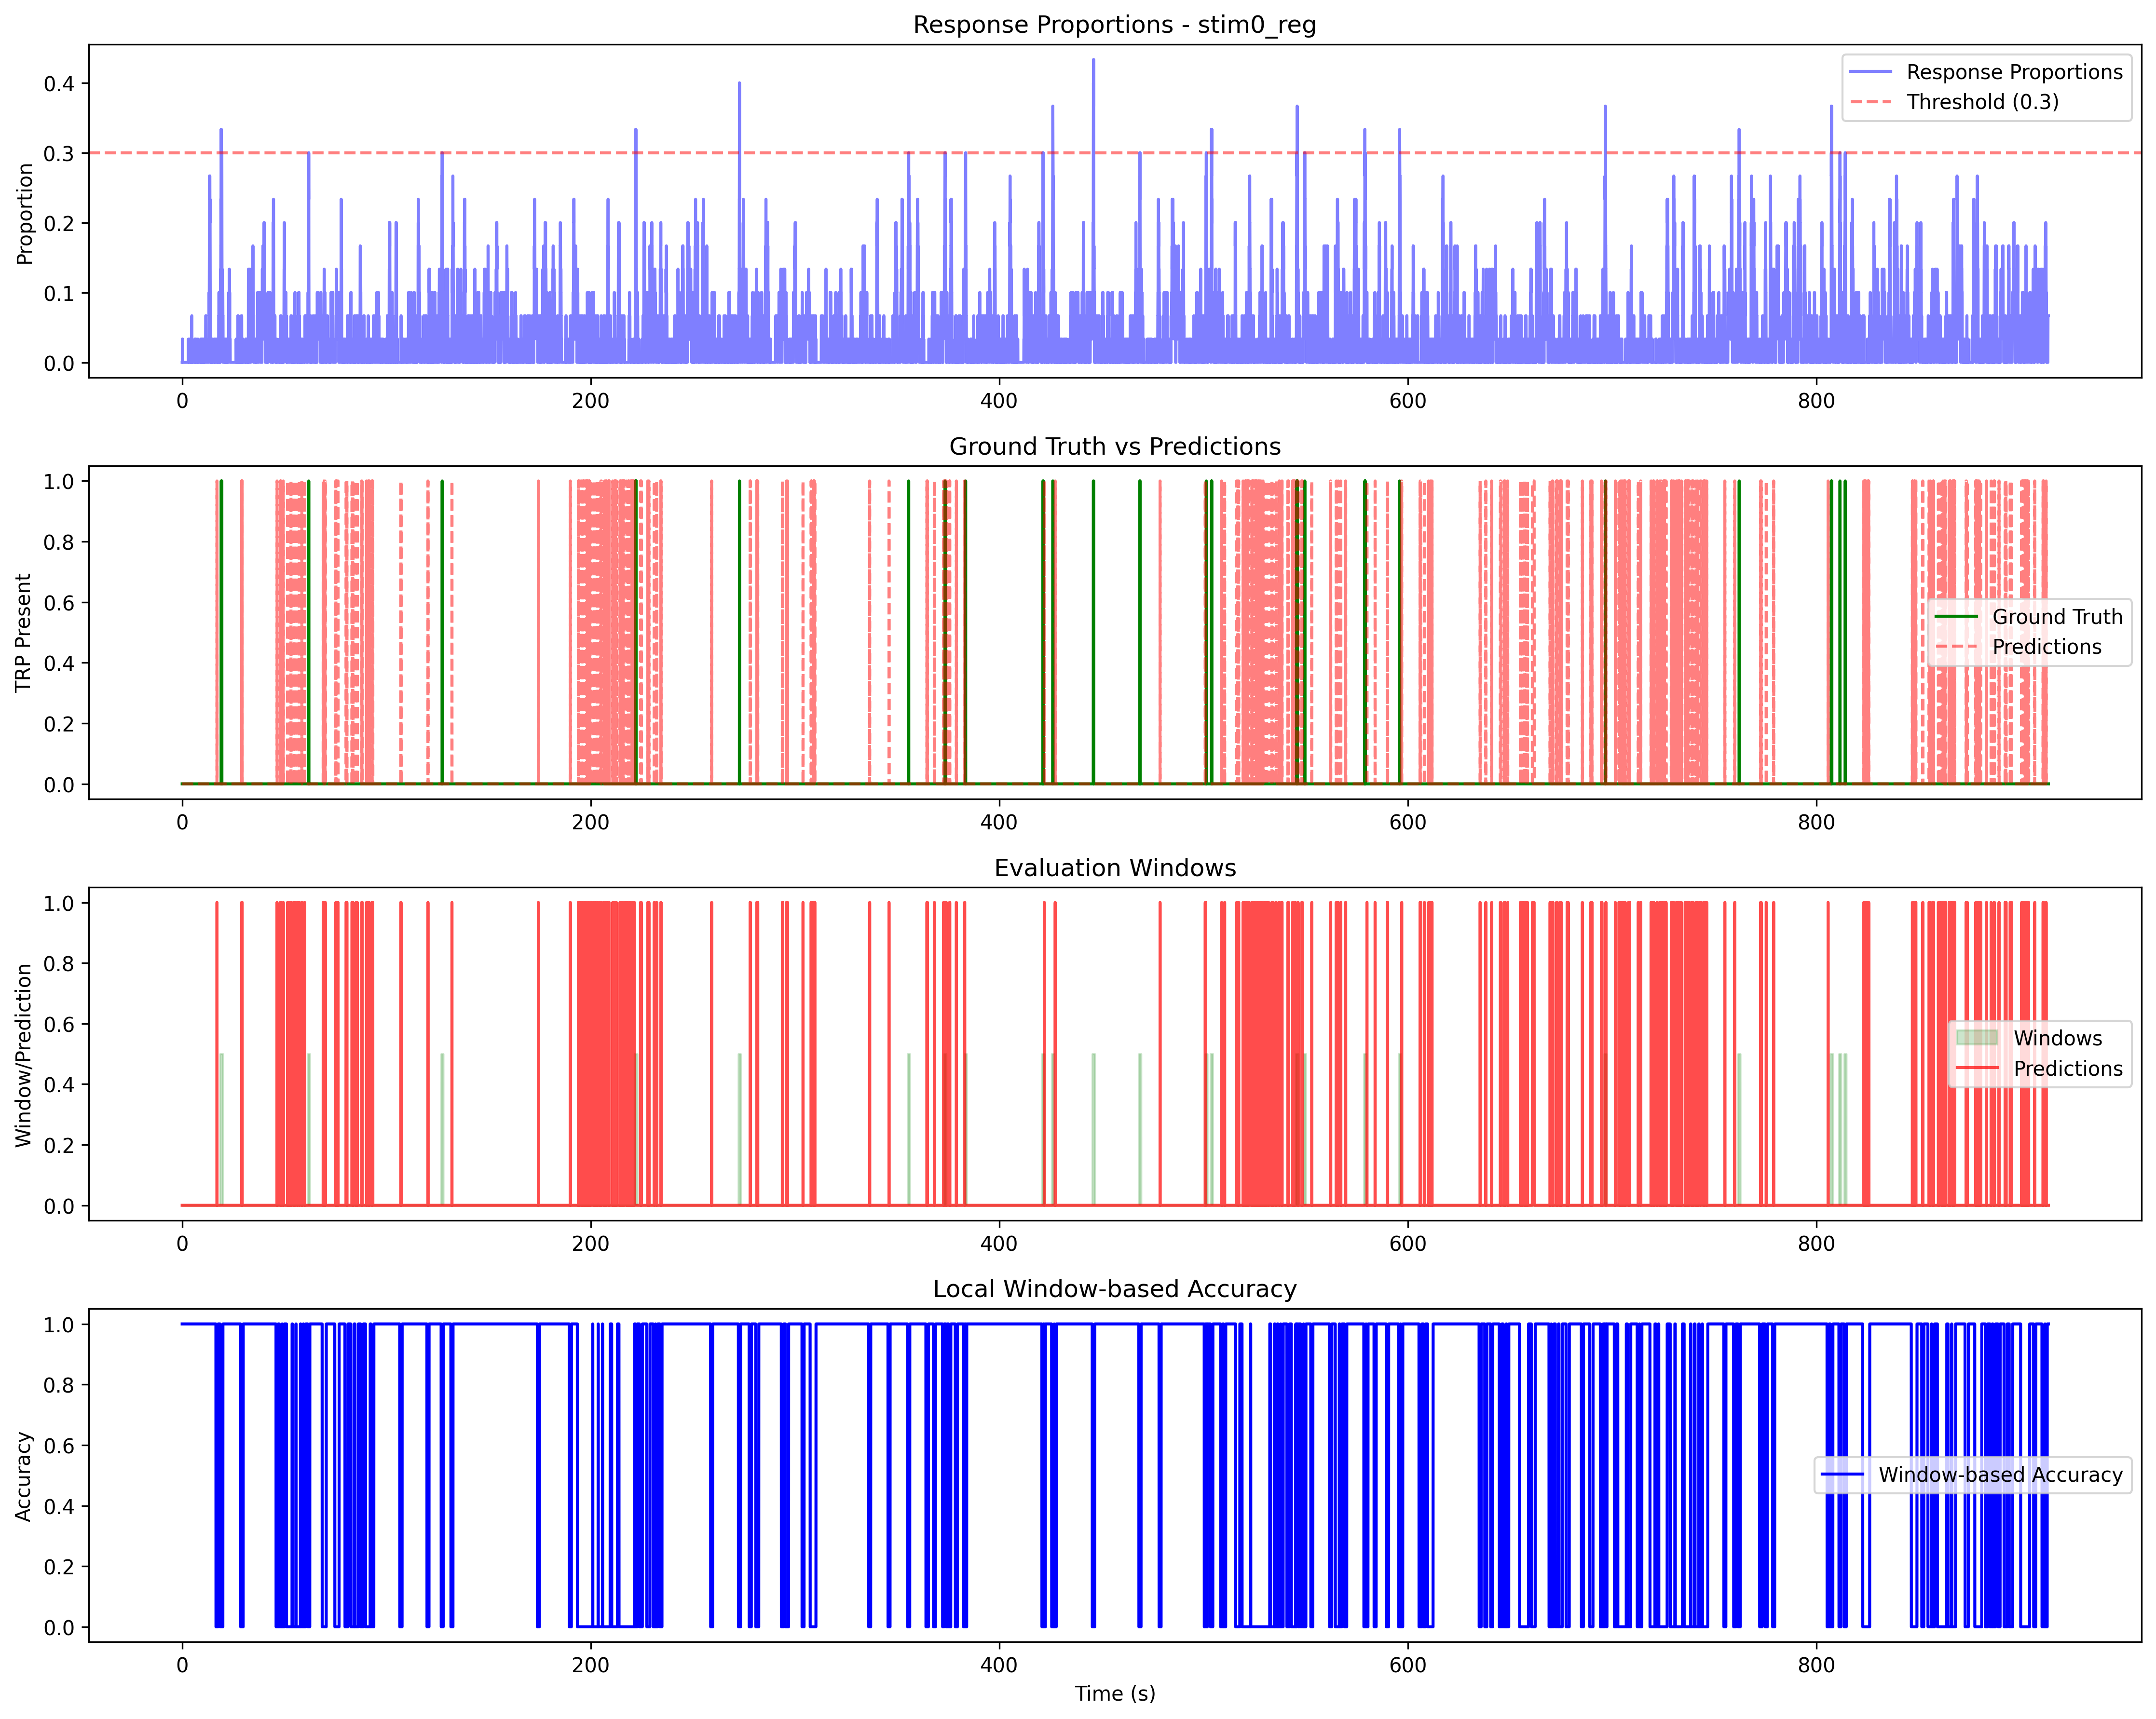 Response Proportions - stim0_reg
Proportion
0.4
0.3
0.2
0.1
0.0
Response Proportions
Threshold (0.3)
0 200 400 600 800
Ground Truth vs Predictions
TRP Present
1.0
0.8
0.6
0.4
0.2
0.0
Ground Truth
Predictions
0 200 400 600 800
Evaluation Windows
Window/Prediction
1.0
0.8
0.6
0.4
0.2
0.0
Windows
Predictions
0 200 400 600 800
Local Window-based Accuracy
Accuracy
1.0
0.8
0.6
0.4
0.2
0.0
Window-based Accuracy
0 200 400 600 800
Time (s)